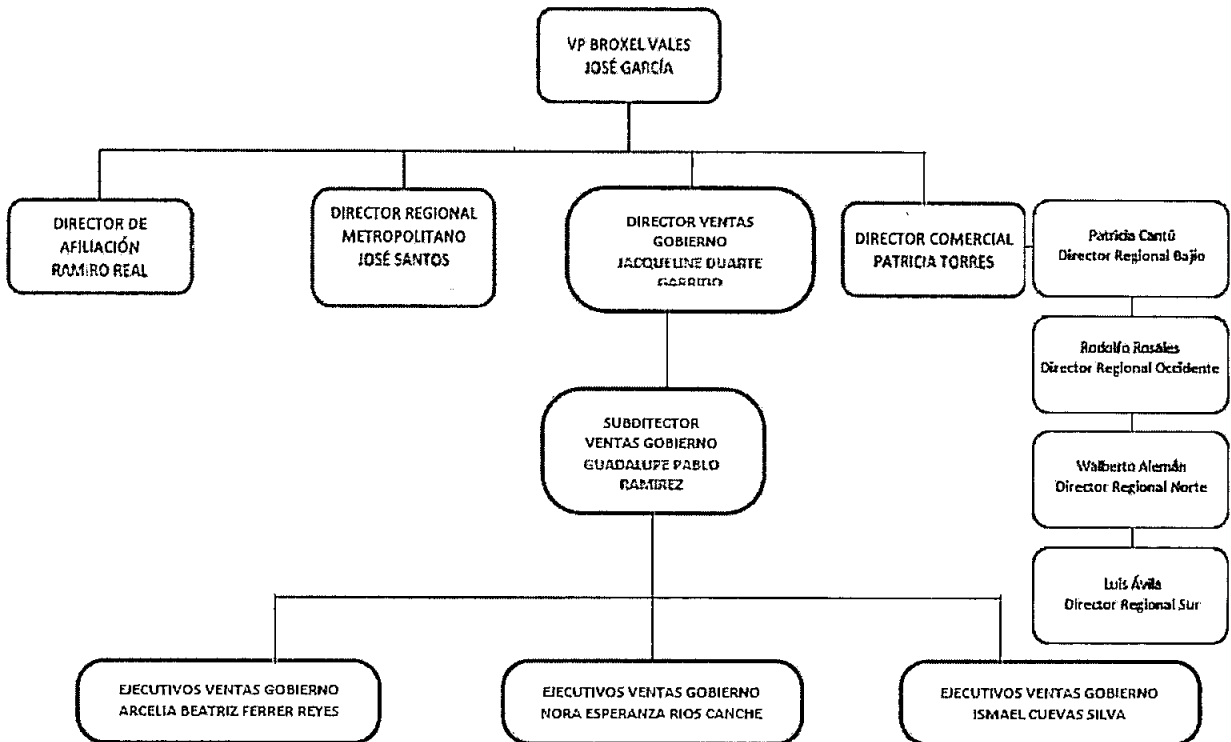 VP BROXEL VALES
JOSÉ GARCÍA
DIRECTOR DE
AFILIACIÓN
RAMIRO REAL
DIRECTOR REGIONAL
METROPOLITANO
JOSÉ SANTOS
DIRECTOR VENTAS
GOBIERNO
JACQUELINE DUARTE
GARRIDO
DIRECTOR COMERCIAL
PATRICIA TORRES
Patricia Cantú
Director Regional Bajío
Rodolfo Rosales
Director Regional Occidente
Walberto Alemán
Director Regional Norte
Luis Ávila
Director Regional Sur
SUBDITECTOR
VENTAS GOBIERNO
GUADALUPE PABLO
RAMIREZ
EJECUTIVOS VENTAS GOBIERNO
ARCELIA BEATRIZ FERRER REYES
EJECUTIVOS VENTAS GOBIERNO
NORA ESPERANZA RIOS CANCHE
EJECUTIVOS VENTAS GOBIERNO
ISMAEL CUEVAS SILVA